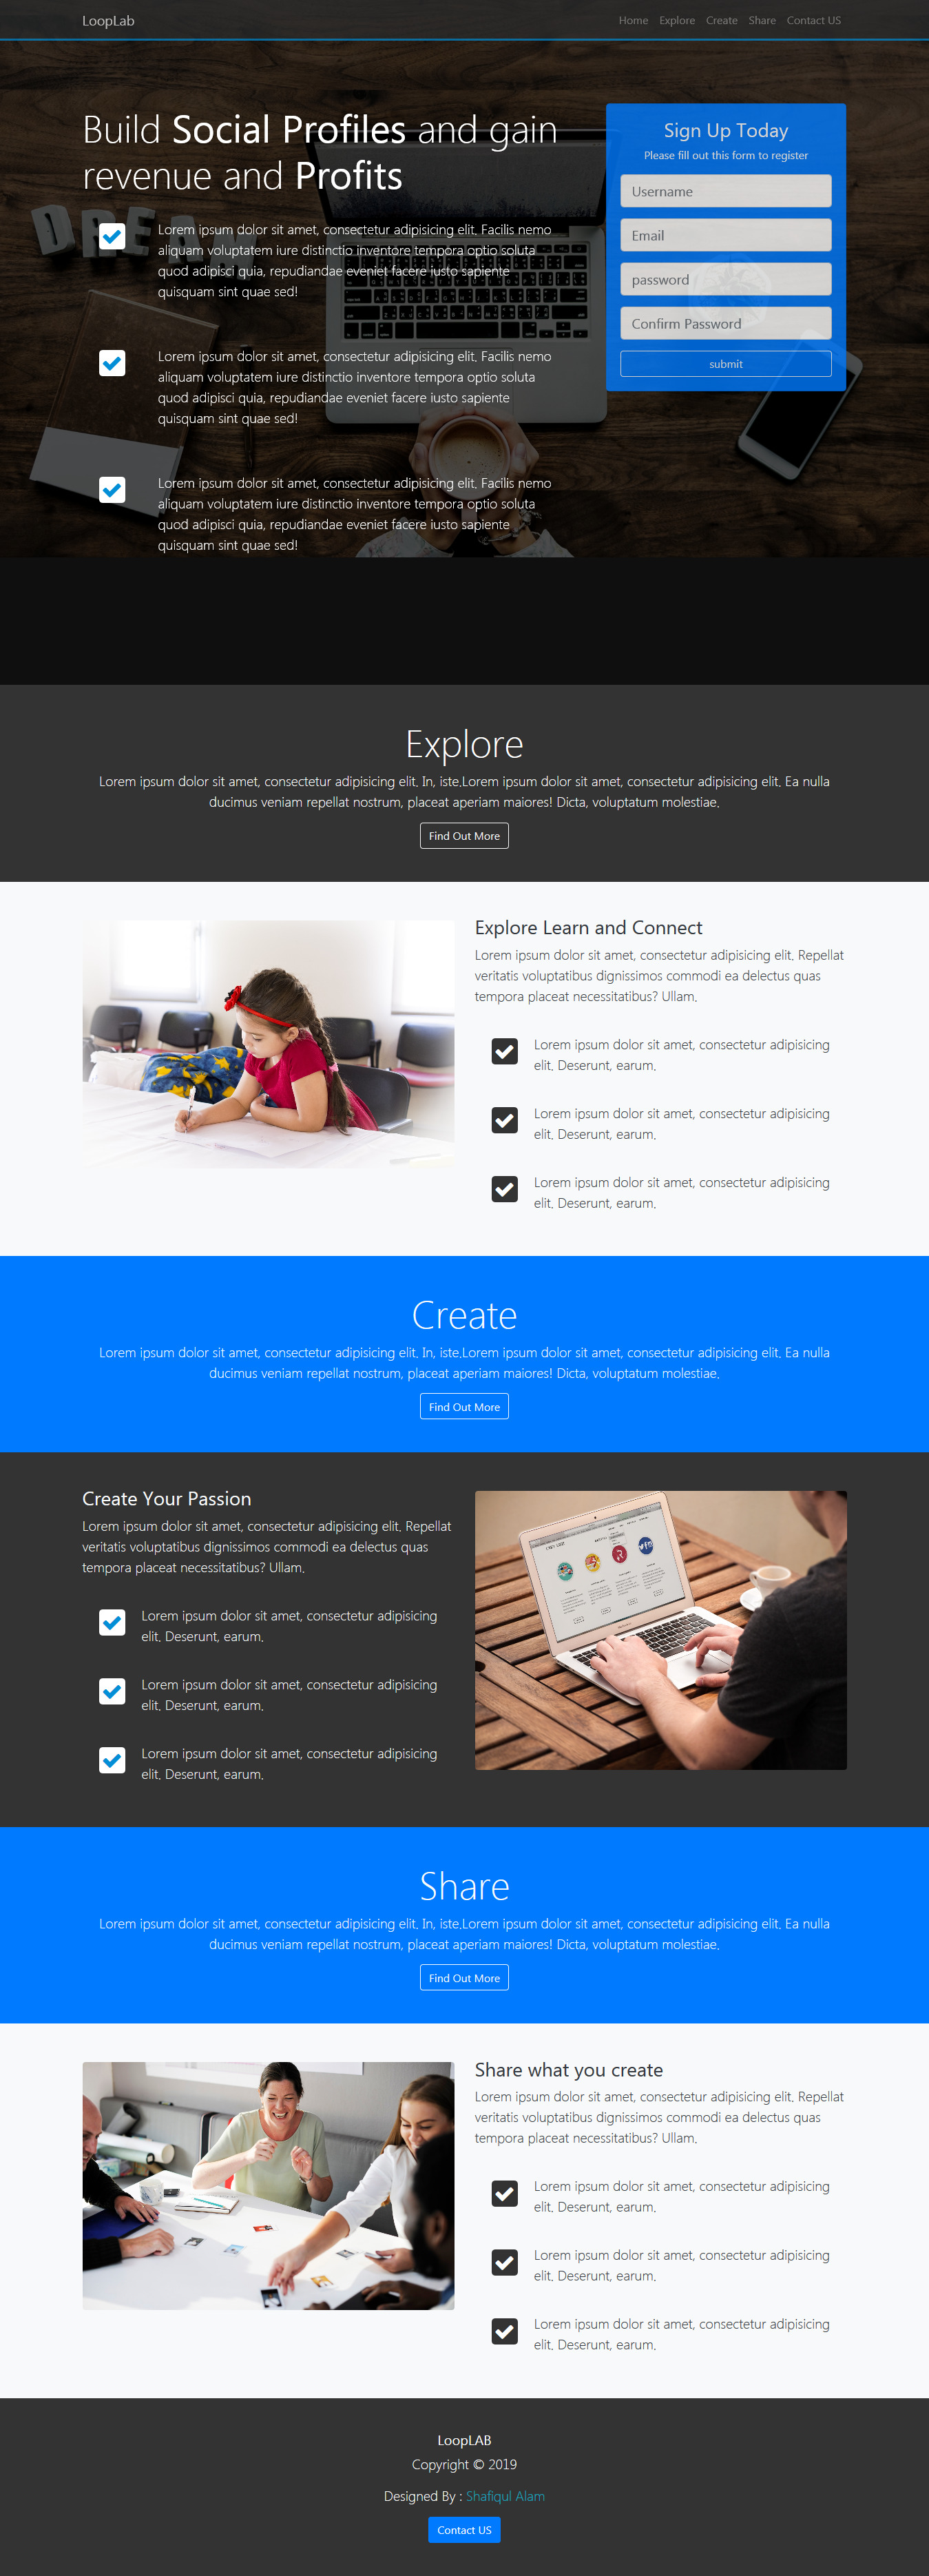 LoopLab
Home Explore Create Share Contact US
Build Social Profiles and gain
revenue and Profits
Lorem ipsum dolor sit amet, consectetur adipisicing elit. Facilis nemo
aliquam voluptatem iure distinctio inventore tempora optio soluta
quod adipisci quia, repudiandae eveniet facere iusto sapiente
quisquam sint quae sed!
Lorem ipsum dolor sit amet, consectetur adipisicing elit. Facilis nemo
aliquam voluptatem iure distinctio inventore tempora optio soluta
quod adipisci quia, repudiandae eveniet facere iusto sapiente
quisquam sint quae sed!
Lorem ipsum dolor sit amet, consectetur adipisicing elit. Facilis nemo
aliquam voluptatem iure distinctio inventore tempora optio soluta
quod adipisci quia, repudiandae eveniet facere iusto sapiente
quisquam sint quae sed!
Sign Up Today
Please fill out this form to register
Username
Email
password
Confirm Password
submit
Explore
Lorem ipsum dolor sit amet, consectetur adipisicing elit. In, iste.Lorem ipsum dolor sit amet, consectetur adipisicing elit. Ea nulla
ducimus veniam repellat nostrum, placeat aperiam maiores! Dicta, voluptatum molestiae.
Find Out More
Explore Learn and Connect
Lorem ipsum dolor sit amet, consectetur adipisicing elit. Repellat
veritatis voluptatibus dignissimos commodi ea delectus quas
tempora placeat necessitatibus? Ullam.
Lorem ipsum dolor sit amet, consectetur adipisicing
elit. Deserunt, earum.
Lorem ipsum dolor sit amet, consectetur adipisicing
elit. Deserunt, earum.
Lorem ipsum dolor sit amet, consectetur adipisicing
elit. Deserunt, earum.
Create
Lorem ipsum dolor sit amet, consectetur adipisicing elit. In, iste.Lorem ipsum dolor sit amet, consectetur adipisicing elit. Ea nulla
ducimus veniam repellat nostrum, placeat aperiam maiores! Dicta, voluptatum molestiae.
Find Out More
Create Your Passion
Lorem ipsum dolor sit amet, consectetur adipisicing elit. Repellat
veritatis voluptatibus dignissimos commodi ea delectus quas
tempora placeat necessitatibus? Ullam.
Lorem ipsum dolor sit amet, consectetur adipisicing
elit. Deserunt, earum.
Lorem ipsum dolor sit amet, consectetur adipisicing
elit. Deserunt, earum.
Lorem ipsum dolor sit amet, consectetur adipisicing
elit. Deserunt, earum.
Share
Lorem ipsum dolor sit amet, consectetur adipisicing elit. In, iste.Lorem ipsum dolor sit amet, consectetur adipisicing elit. Ea nulla
ducimus veniam repellat nostrum, placeat aperiam maiores! Dicta, voluptatum molestiae.
Find Out More
Share what you create
Lorem ipsum dolor sit amet, consectetur adipisicing elit. Repellat
veritatis voluptatibus dignissimos commodi ea delectus quas
tempora placeat necessitatibus? Ullam.
Lorem ipsum dolor sit amet, consectetur adipisicing
elit. Deserunt, earum.
Lorem ipsum dolor sit amet, consectetur adipisicing
elit. Deserunt, earum.
Lorem ipsum dolor sit amet, consectetur adipisicing
elit. Deserunt, earum.
LoopLAB
Copyright © 2019
Designed By : Shafiqul Alam
Contact US